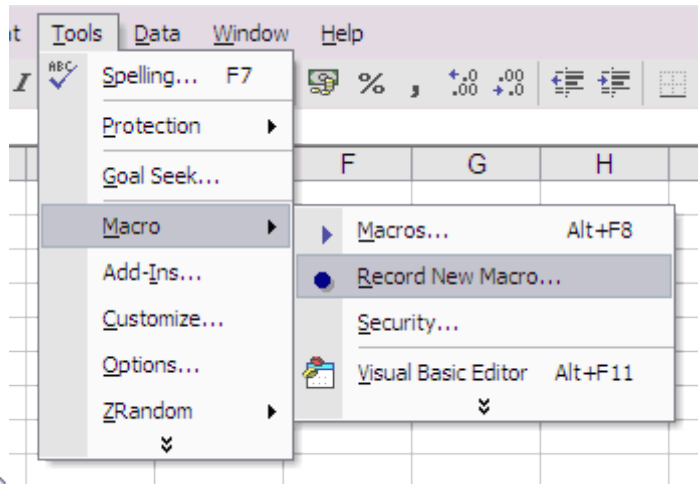 Tools Data Window Help
ABC Spelling... F7
I % , .0 .00 .00 .0
Protection
Goal Seek...
F G H
Macro
Macros... Alt+F8
Add-Ins...
Record New Macro...
Customize...
Security...
Options...
Visual Basic Editor Alt+F11
ZRandom